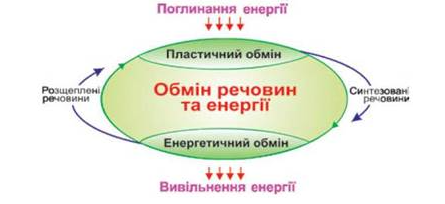 Поглинання енергії
Пластичний обмін
Розщеплені
речовини
Обмін речовин
та енергії
Синтезовані
речовини
Енергетичний обмін
Вивільнення енергії